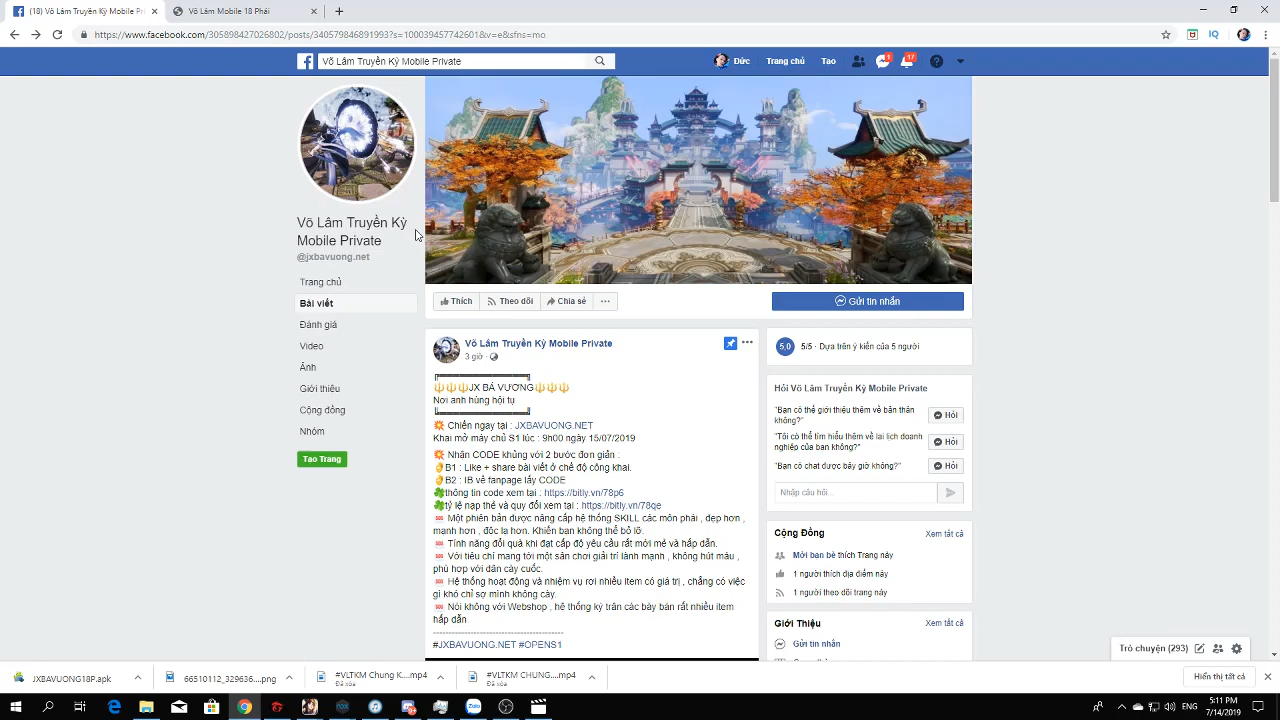 (18) Võ Lâm Truyền Kỳ Mobile Pri
Võ Lâm Mobile 18 Phái
https://www.facebook.com/305898427026802/posts/340579846891993?s=100039457742601&v=e&sfns=mo
Võ Lâm Truyền Kỳ Mobile Private
Đức
Trang chủ
Tạo
1
17
Võ Lâm Truyền Kỳ
Mobile Private
@jxbavuong.net
Trang chủ
Bài viết
Đánh giá
Video
Ảnh
Giới thiệu
Cộng đồng
Nhóm
Tạo Trang
Thích
Theo dõi
Chia sẻ
Gửi tin nhắn
Võ Lâm Truyền Kỳ Mobile Private
3 giờ ·
JX BÁ VƯƠNG
Nơi anh hùng hội tụ
Chiến ngay tại : JXBAVUONG.NET
Khai mở máy chủ S1 lúc : 9h00 ngày 15/07/2019
Nhận CODE khủng với 2 bước đơn giản :
B1 : Like + share bài viết ở chế độ công khai.
B2 : IB về fanpage lấy CODE
thông tin code xem tại : https://bitly.vn/78p6
tỷ lệ nạp thẻ và quy đổi xem tại : https://bitly.vn/78qe
Một phiên bản được nâng cấp hệ thống SKILL các môn phái , đẹp hơn ,
mạnh hơn , độc lạ hơn. Khiến bạn không thể bỏ lỡ.
Tính năng đổi quà khi đạt cấp độ yêu cầu rất mới mẻ và hấp dẫn.
Với tiêu chí mang tới một sân chơi giải trí lành mạnh , không hút máu ,
phù hợp với dân cày cuốc.
Hệ thống hoạt động và nhiệm vụ rơi nhiều item có giá trị , chẳng có việc
gì khó chỉ sợ mình không cày.
Nói không với Webshop , hệ thống kỳ trân các bày bán rất nhiều item
hấp dẫn
----------------------------------------------
#JXBAVUONG.NET #OPENS1
5,0
5/5 · Dựa trên ý kiến của 5 người
Hỏi Võ Lâm Truyền Kỳ Mobile Private
"Bạn có thể giới thiệu thêm về bản thân
không?"
Hỏi
"Tôi có thể tìm hiểu thêm về lai lịch doanh
nghiệp của bạn không?"
Hỏi
"Bạn có chat được bây giờ không?"
Hỏi
Nhập câu hỏi...
Cộng Đồng
Xem tất cả
Mời bạn bè thích Trang này
1 người thích địa điểm này
1 người theo dõi trang này
Giới Thiệu
Xem tất cả
Gửi tin nhắn
Trò chuyện (293)
JXBAVUONG18P.apk
66510112_329636....png
#VLTKM Chung K....mp4
Đã xóa
#VLTKM CHUNG....mp4
Đã xóa
Hiển thị tất cả
nox
Zalo
ENG
5:11 PM
7/14/2019